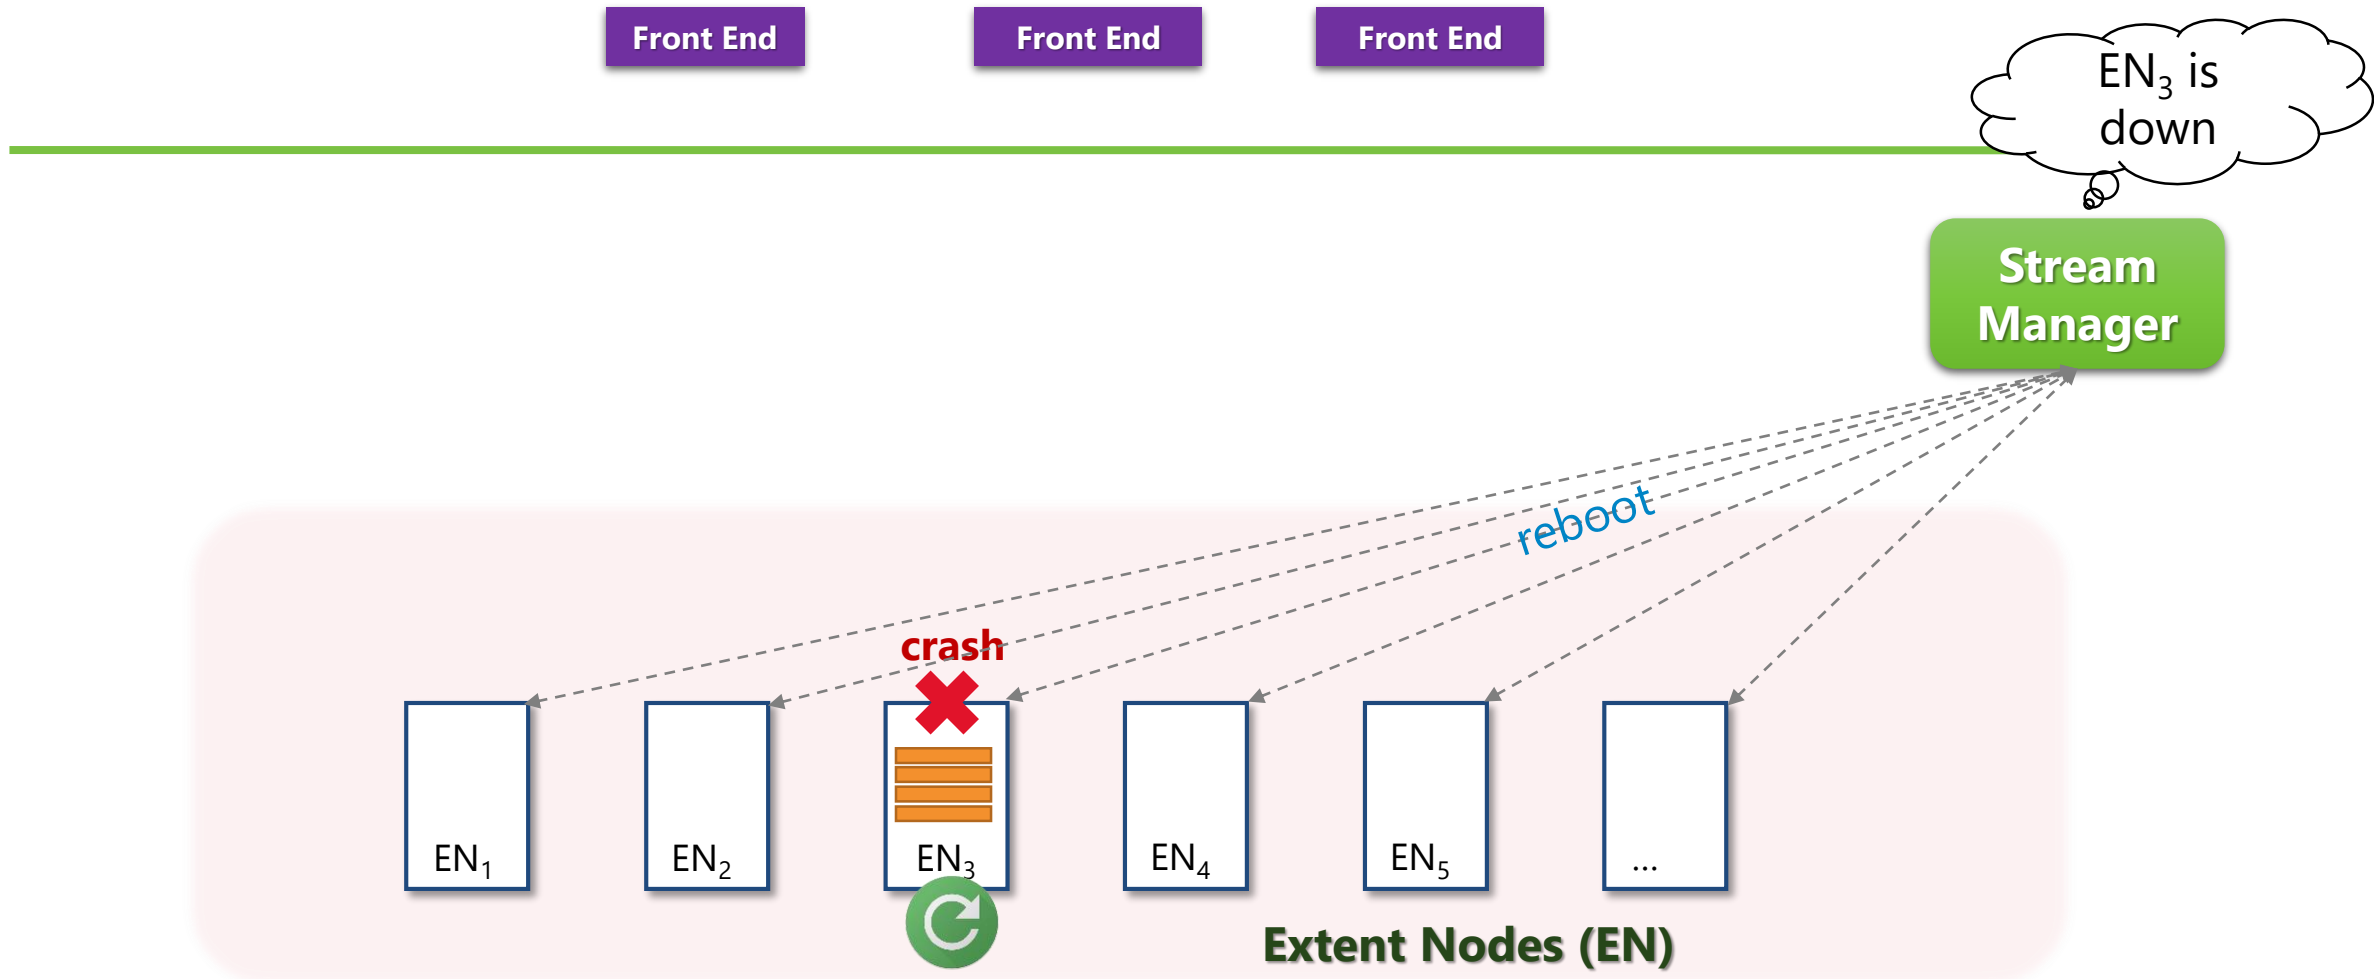 Front End
Front End
Front End
EN₃ is
down
Stream
Manager
reboot
crash
EN₁
EN₂
EN₃
EN₄
EN₅
...
Extent Nodes (EN)